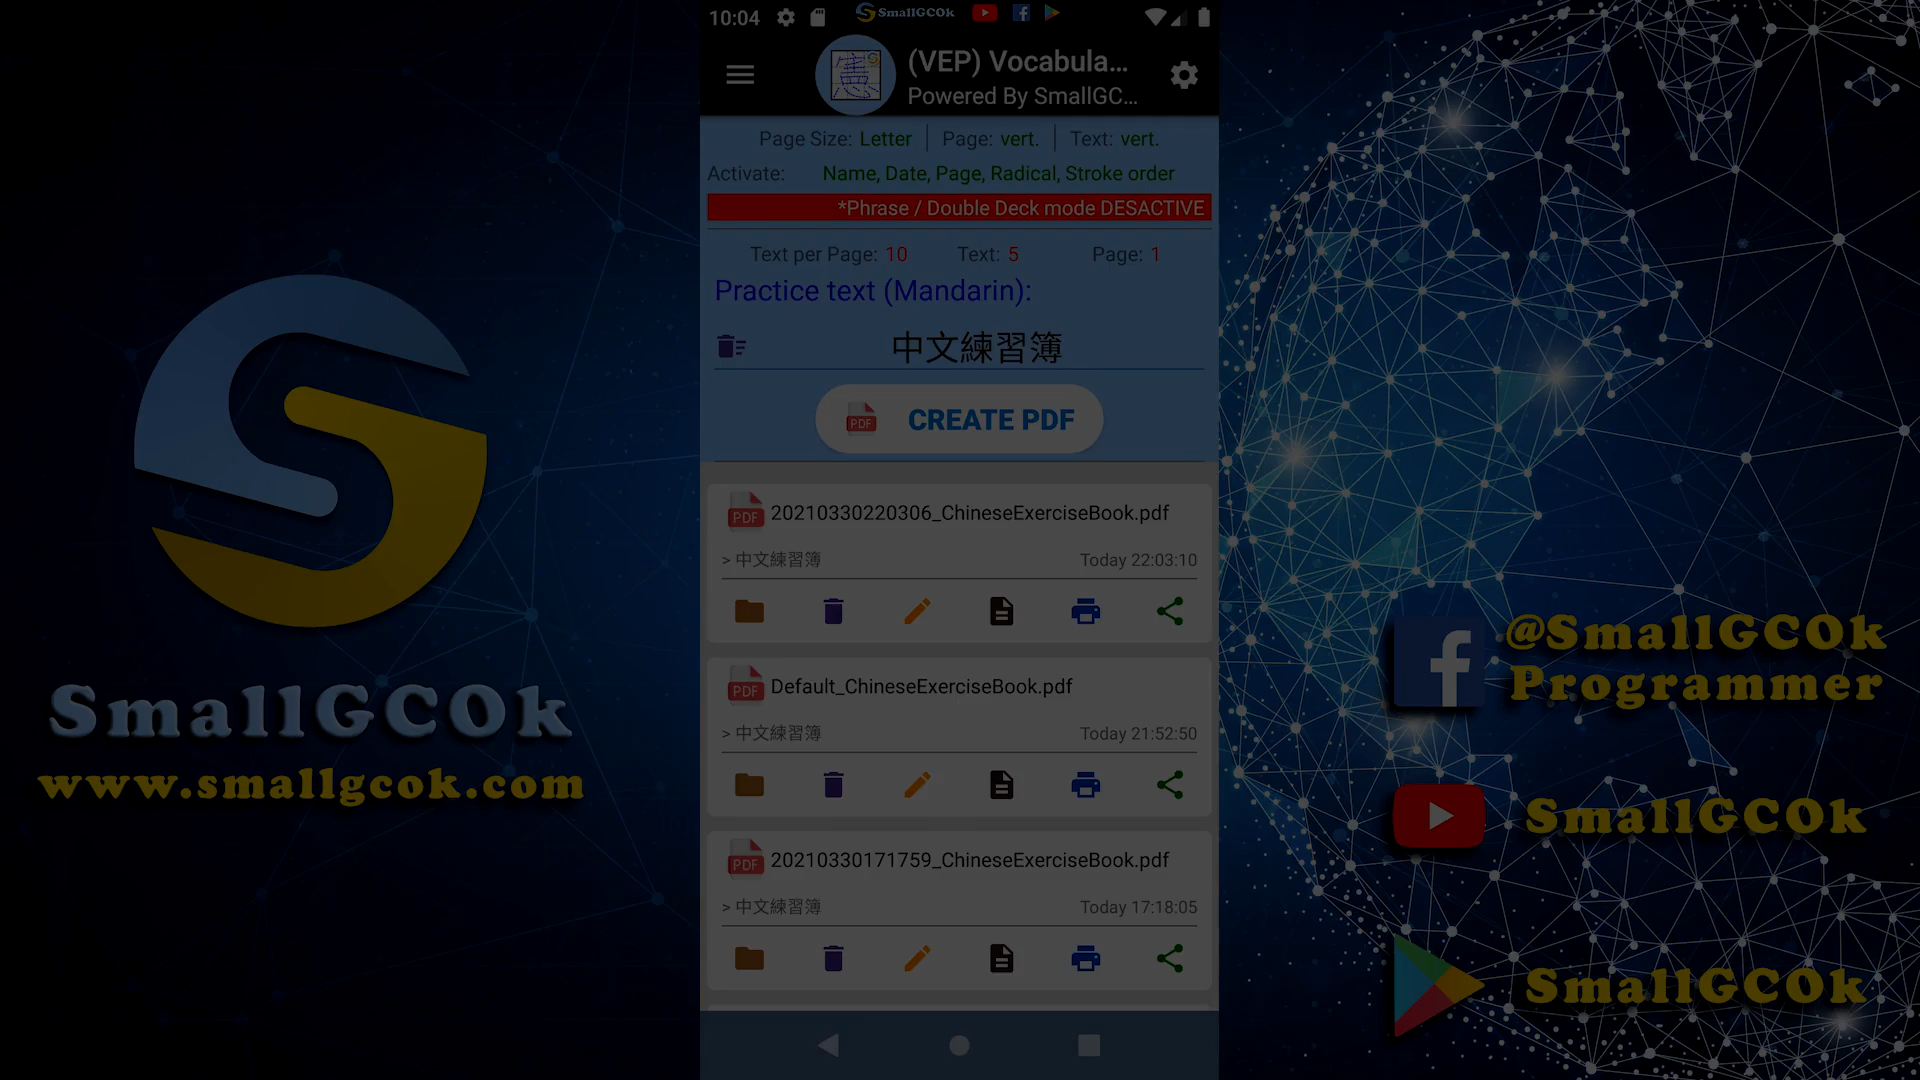 10:04
SmallGCOk
(VEP) Vocabula...
Powered By SmallGC...
Page Size: Letter
Page: vert.
Text: vert.
Activate: Name, Date, Page, Radical, Stroke order
*Phrase / Double Deck mode DESACTIVE
Text per Page: 10
Text: 5
Page: 1
Practice text (Mandarin):
中文練習簿
PDF
CREATE PDF
PDF
20210330220306_ChineseExerciseBook.pdf
> 中文練習簿
Today 22:03:10
PDF
Default_ChineseExerciseBook.pdf
> 中文練習簿
Today 21:52:50
PDF
20210330171759_ChineseExerciseBook.pdf
> 中文練習簿
Today 17:18:05
SmallGCOk
www.smallgcok.com
@SmallGCOk
Programmer
SmallGCOk
SmallGCOk